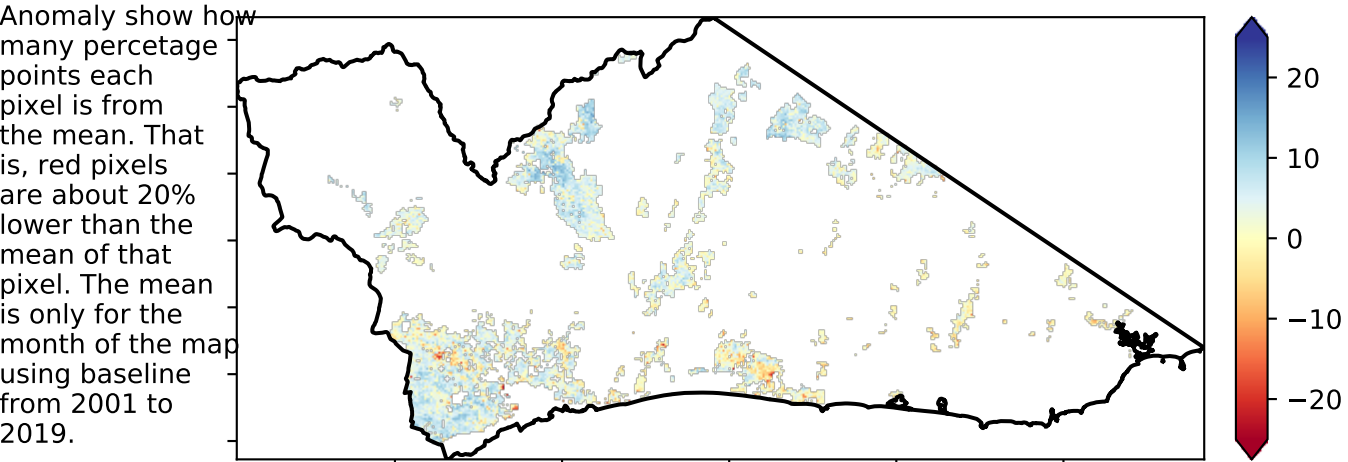 Anomaly show how
many percetage
points each
pixel is from
the mean. That
is, red pixels
are about 20%
lower than the
mean of that
pixel. The mean
is only for the
month of the map
using baseline
from 2001 to
2019.
20
10
0
−10
−20